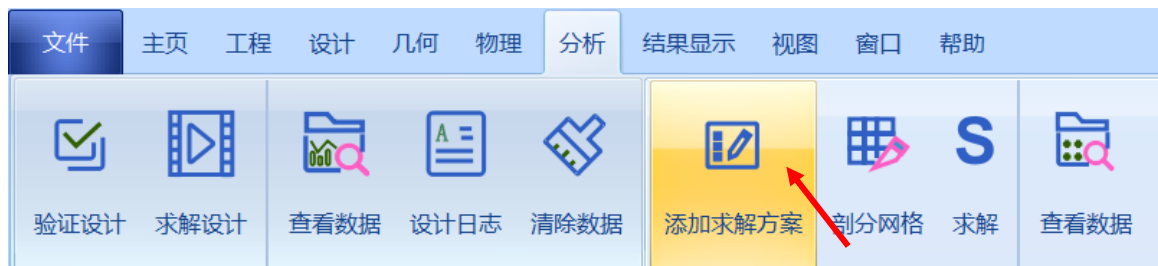 文件 主页 工程 设计 几何 物理 分析 结果显示 视图 窗口 帮助
A S
验证设计 求解设计 查看数据 设计日志 清除数据 添加求解方案 剖分网格 求解 查看数据